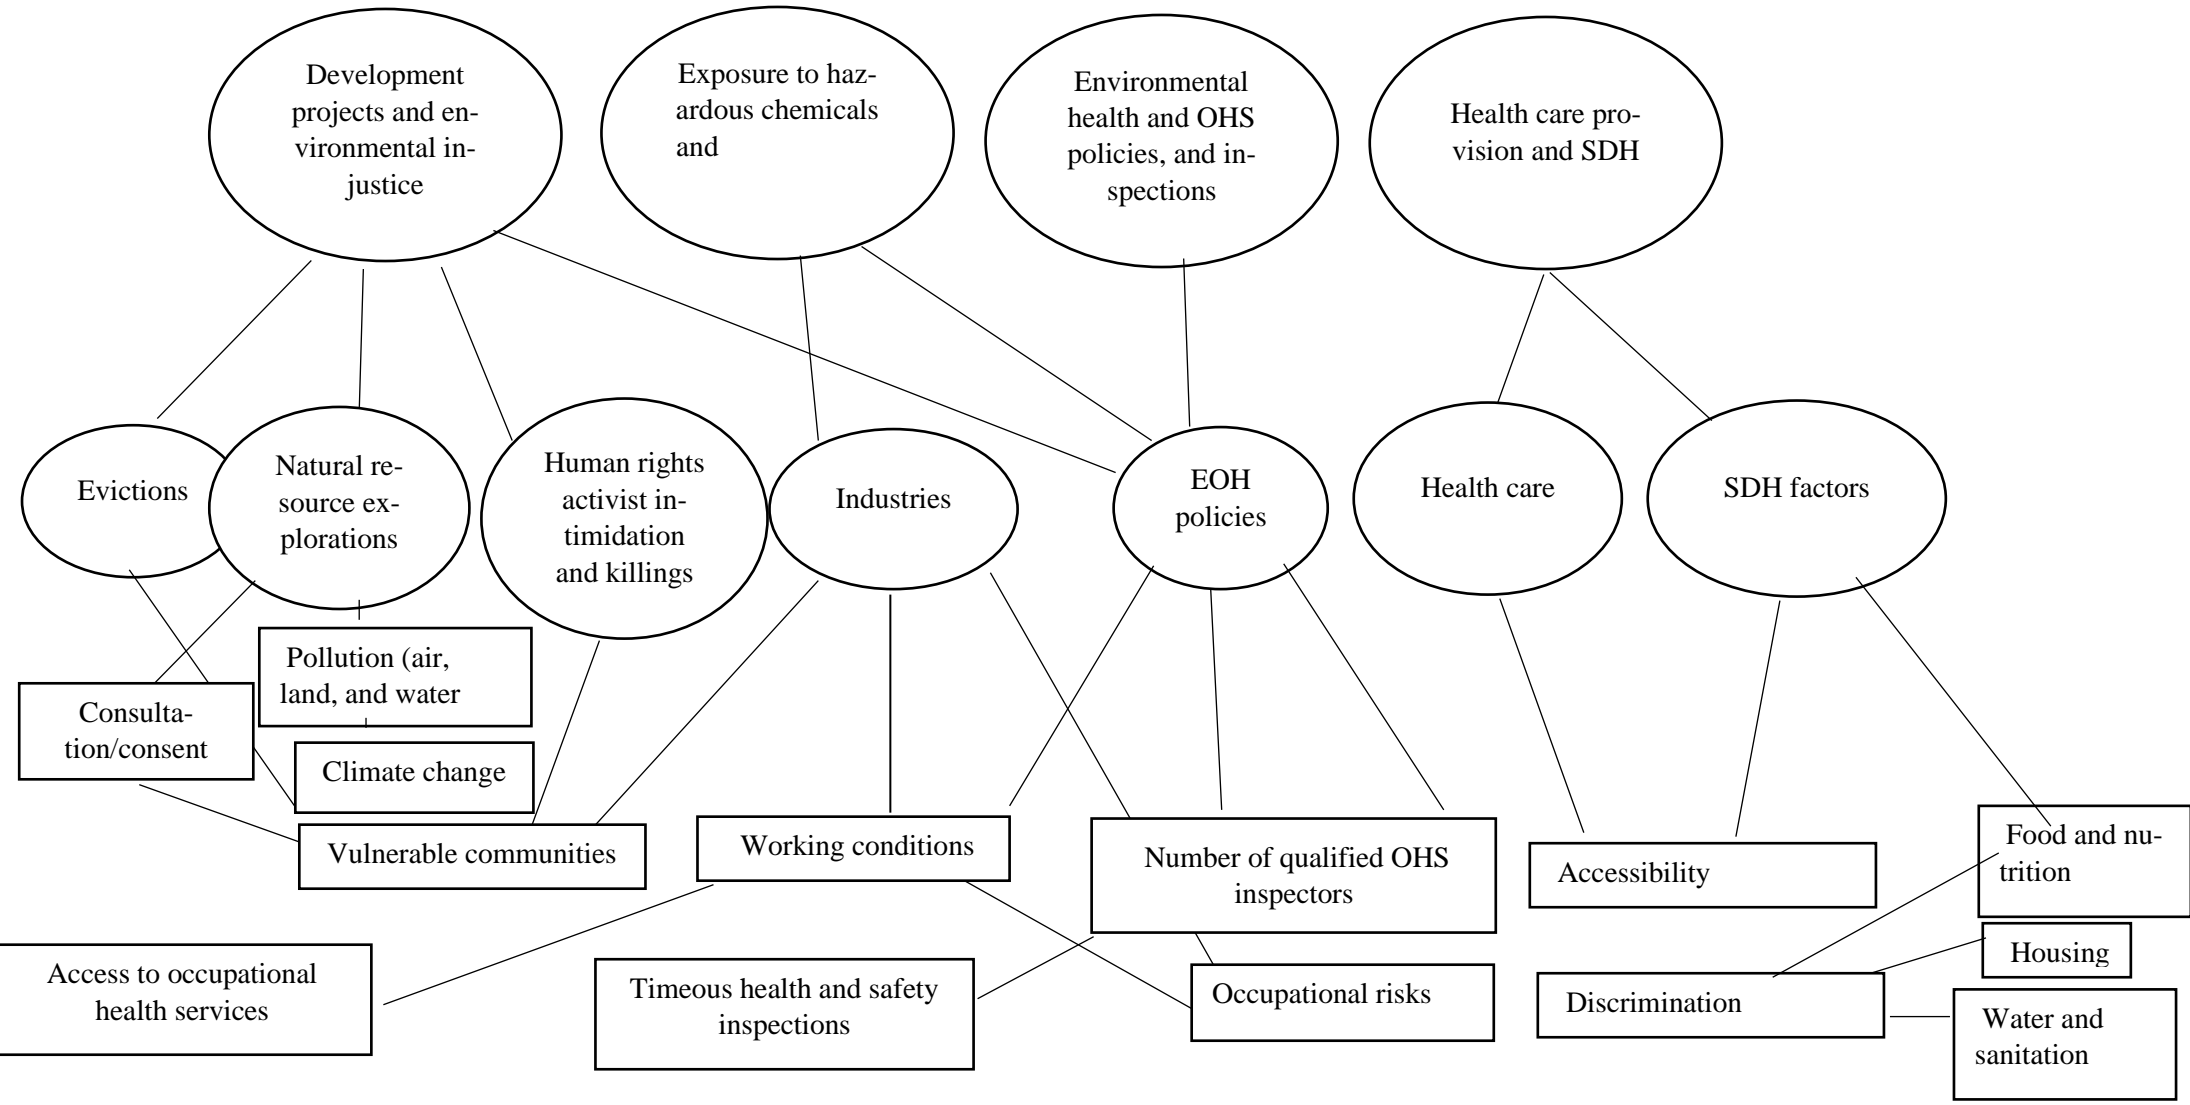 Development
projects and en-
vironmental in-
justice
Exposure to haz-
ardous chemicals
and
Environmental
health and OHS
policies, and in-
spections
Health care pro-
vision and SDH
Evictions
Natural re-
source ex-
plorations
Human rights
activist in-
timidation
and killings
Industries
EOH
policies
Health care
SDH factors
Pollution (air,
land, and water
Consulta-
tion/consent
Climate change
Vulnerable communities
Working conditions
Number of qualified OHS
inspectors
Accessibility
Food and nu-
trition
Housing
Access to occupational
health services
Timeous health and safety
inspections
Occupational risks
Discrimination
Water and
sanitation